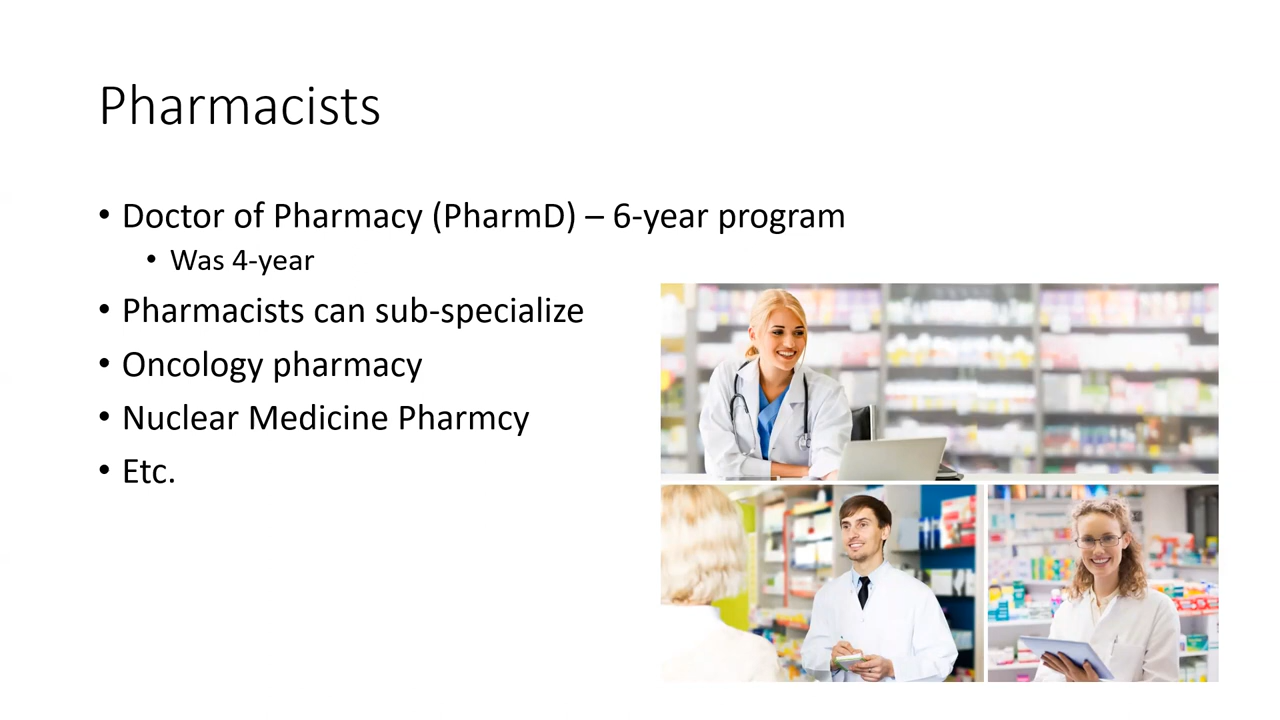 Pharmacists
• Doctor of Pharmacy (PharmD) – 6-year program
• Was 4-year
• Pharmacists can sub-specialize
• Oncology pharmacy
• Nuclear Medicine Pharmcy
• Etc.